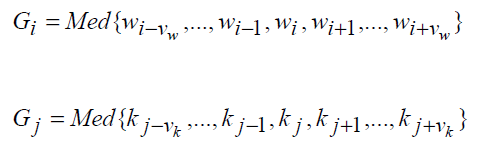 G_i = Med{w_{i-v_w},..., w_{i-1}, w_i, w_{i+1},..., w_{i+v_w}}
G_j = Med{k_{j-v_k},..., k_{j-1}, k_j, k_{j+1},..., k_{j+v_k}}